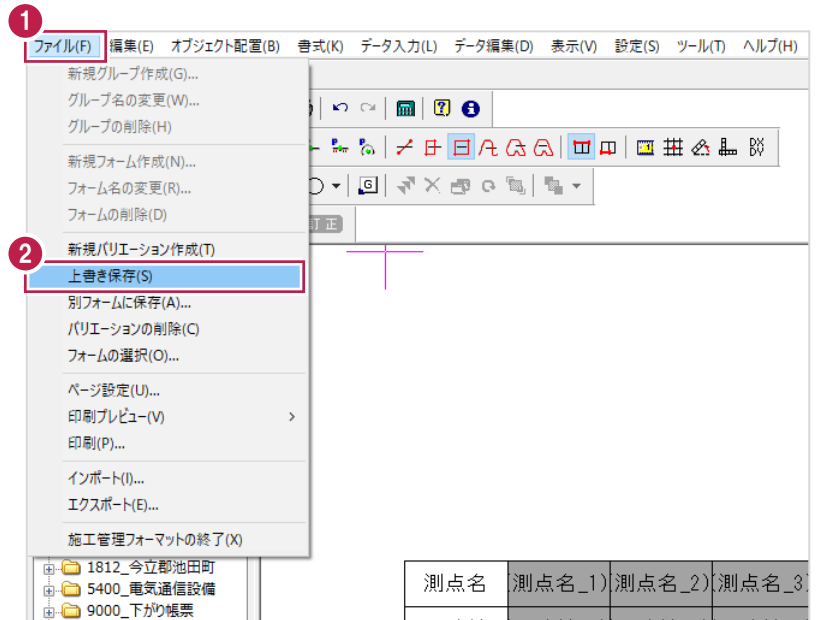 1
ファイル(F) 編集(E) オブジェクト配置(B) 書式(K) データ入力(L) データ編集(D) 表示(V) 設定(S) ツール(T) ヘルプ(H)
新規グループ作成(G)...
グループ名の変更(W)...
グループの削除(H)
新規フォーム作成(N)...
フォーム名の変更(R)...
フォームの削除(D)
訂正
2
新規バリエーション作成(T)
上書き保存(S)
別フォームに保存(A)...
バリエーションの削除(C)
フォームの選択(O)...
ページ設定(U)...
印刷プレビュー(V)
印刷(P)...
インポート(I)...
エクスポート(E)...
施工管理フォーマットの終了(X)
1812_今立郡池田町
5400_電気通信設備
9000_下がり帳票
測点名 (測点名_1) (測点名_2) (測点名_3)